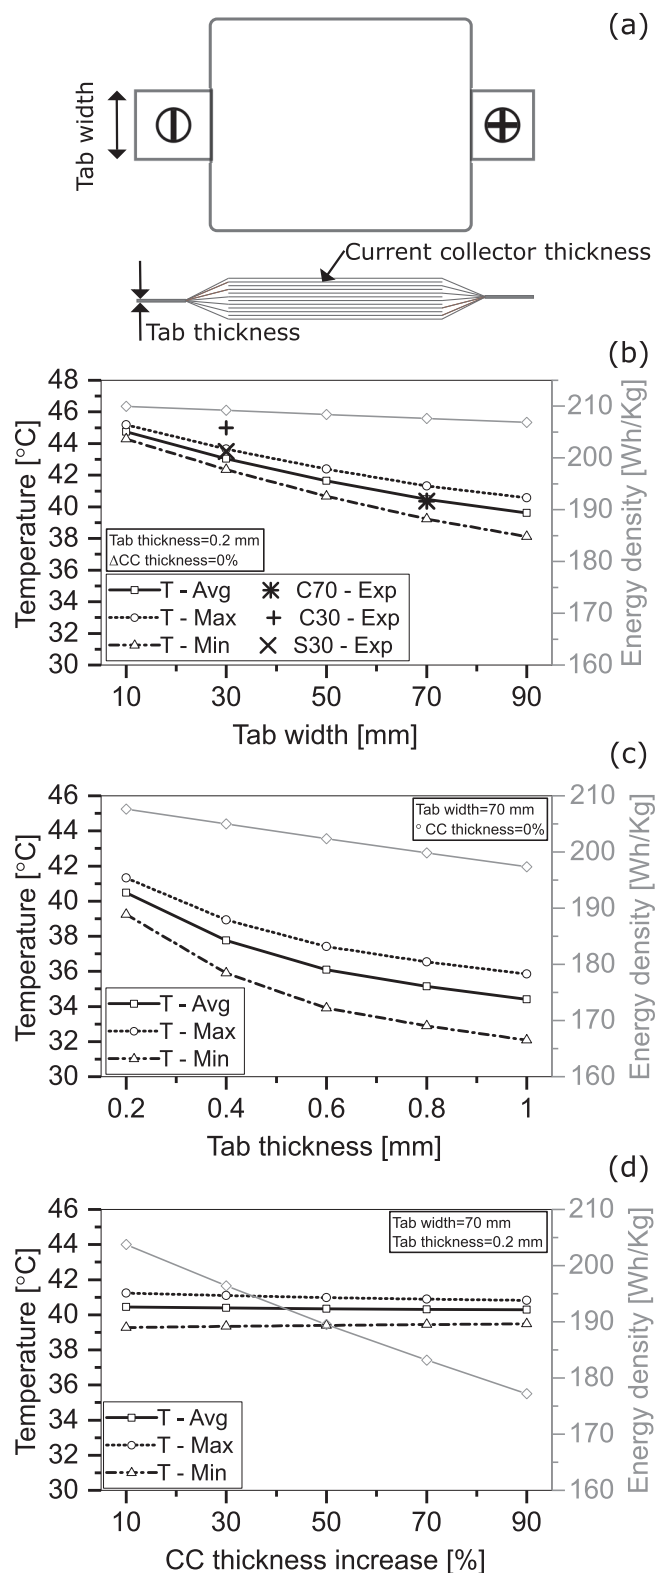 (a)
Tab width
Current collector thickness
Tab thickness
(b)
48
46
44
42
40
38
36
34
32
30
Temperature [°C]
210
200
190
180
170
160
Energy density [Wh/Kg]
Tab thickness=0.2 mm
ΔCC thickness=0%
T - Avg
T - Max
T - Min
C70 - Exp
C30 - Exp
S30 - Exp
10 30 50 70 90
Tab width [mm]
(c)
46
44
42
40
38
36
34
32
30
Temperature [°C]
210
200
190
180
170
160
Energy density [Wh/Kg]
Tab width=70 mm
° CC thickness=0%
T - Avg
T - Max
T - Min
0.2 0.4 0.6 0.8 1
Tab thickness [mm]
(d)
46
44
42
40
38
36
34
32
30
Temperature [°C]
210
200
190
180
170
160
Energy density [Wh/Kg]
Tab width=70 mm
Tab thickness=0.2 mm
T - Avg
T - Max
T - Min
10 30 50 70 90
CC thickness increase [%]